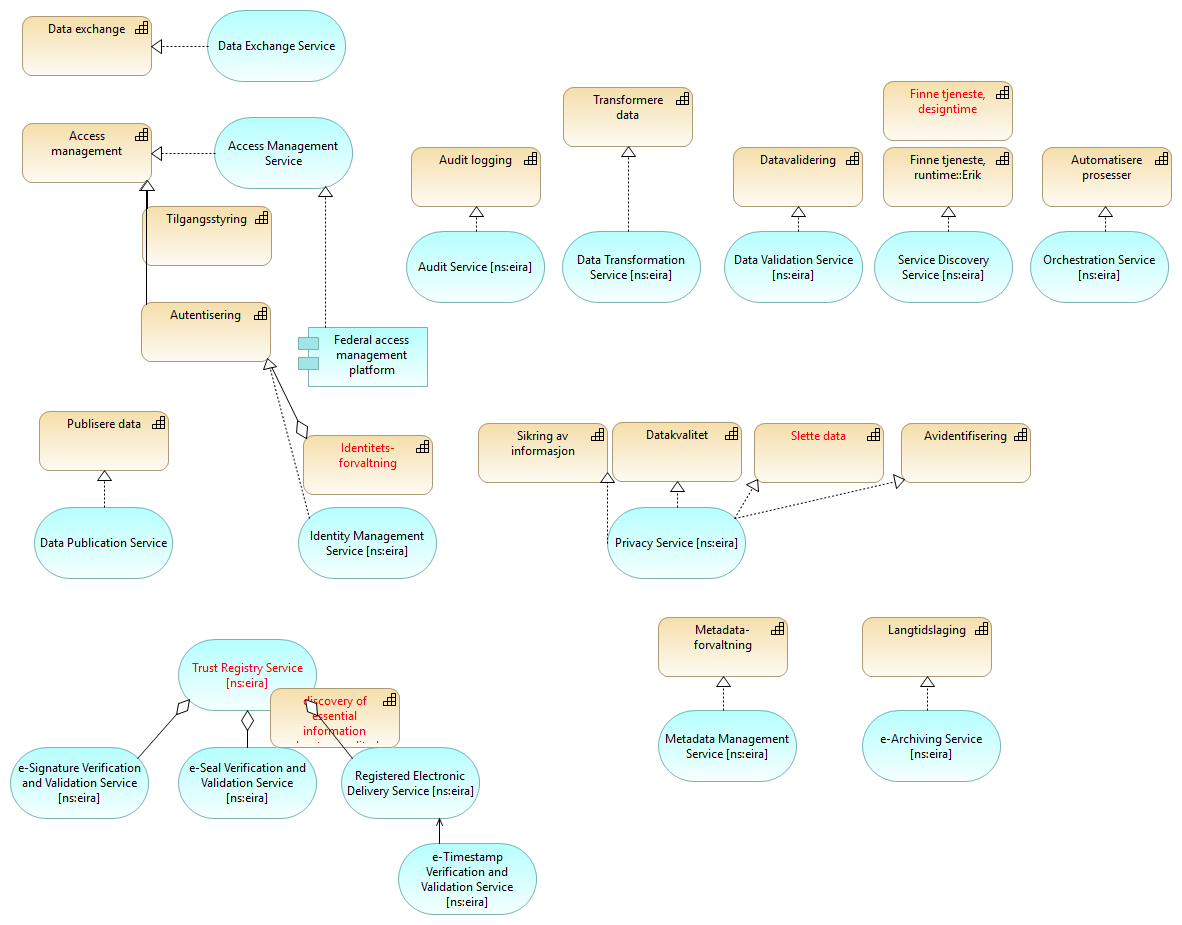 Data exchange
Data Exchange Service
Access
management
Access Management
Service
Tilgangsstyring
Autentisering
Federal access
management
platform
Audit logging
Audit Service [ns:eira]
Transformere
data
Data Transformation
Service [ns:eira]
Datavalidering
Data Validation Service
[ns:eira]
Finne tjeneste,
designtime
Finne tjeneste,
runtime::Erik
Service Discovery
Service [ns:eira]
Automatisere
prosesser
Orchestration Service
[ns:eira]
Publisere data
Data Publication Service
Identitets-
forvaltning
Identity Management
Service [ns:eira]
Sikring av
informasjon
Datakvalitet
Slette data
Avidentifisering
Privacy Service [ns:eira]
Trust Registry Service
[ns:eira]
discovery of
essential
information
e-Signature Verification
and Validation Service
[ns:eira]
e-Seal Verification and
Validation Service
[ns:eira]
Registered Electronic
Delivery Service [ns:eira]
e-Timestamp
Verification and
Validation Service
[ns:eira]
Metadata-
forvaltning
Metadata Management
Service [ns:eira]
Langtidslaging
e-Archiving Service
[ns:eira]